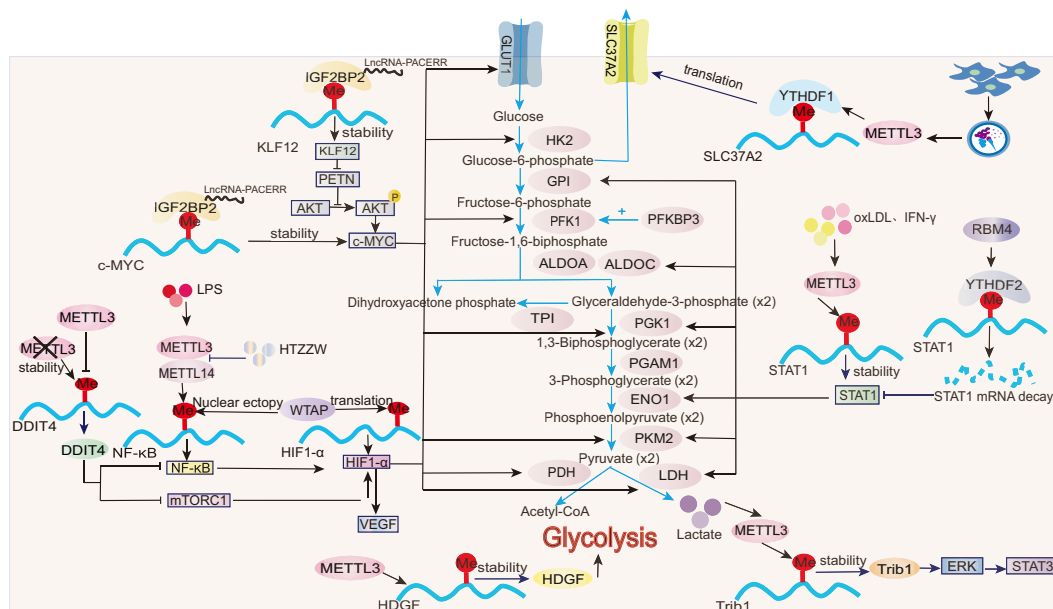 GLUT1
SLC37A2
LncRNA-PACERR
IGF2BP2
Me
stability
KLF12
KLF12
PETN
AKT
AKT
P
c-MYC
LncRNA-PACERR
IGF2BP2
Me
stability
c-MYC
Glucose
HK2
Glucose-6-phosphate
GPI
Fructose-6-phosphate
PFK1
+
PFKBP3
Fructose-1,6-biphosphate
ALDOA
ALDOC
Dihydroxyacetone phosphate
Glyceraldehyde-3-phosphate (x2)
TPI
PGK1
1,3-Biphosphoglycerate (x2)
PGAM1
3-Phosphoglycerate (x2)
ENO1
Phosphoenolpyruvate (x2)
PKM2
Pyruvate (x2)
PDH
LDH
Acetyl-CoA
Lactate
Glycolysis
translation
YTHDF1
Me
METTL3
SLC37A2
oxLDL、IFN-γ
METTL3
Me
STAT1
stability
STAT1
RBM4
YTHDF2
Me
STAT1
STAT1 mRNA decay
LPS
METTL3
METTL3
stability
Me
DDIT4
DDIT4
METTL3
METTL14
HTZZW
Me
Nuclear ectopy
WTAP
translation
Me
NF-κB
NF-κB
HIF1-α
HIF1-α
mTORC1
VEGF
METTL3
Me
stability
HDGF
HDGF
METTL3
Me
stability
Trib1
Trib1
ERK
STAT3